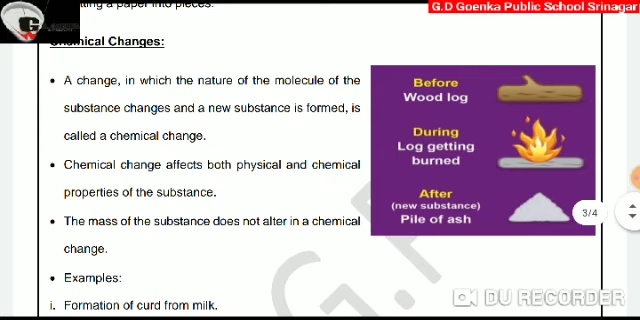 G.D Goenka Public School Srinagar
a paper into pieces.
Chemical Changes:
• A change, in which the nature of the molecule of the
substance changes and a new substance is formed, is
called a chemical change.
• Chemical change affects both physical and chemical
properties of the substance.
• The mass of the substance does not alter in a chemical
change.
• Examples:
i. Formation of curd from milk.
Before
Wood log
During
Log getting
burned
After
(new substance)
Pile of ash
3/4
G.
DU RECORDER